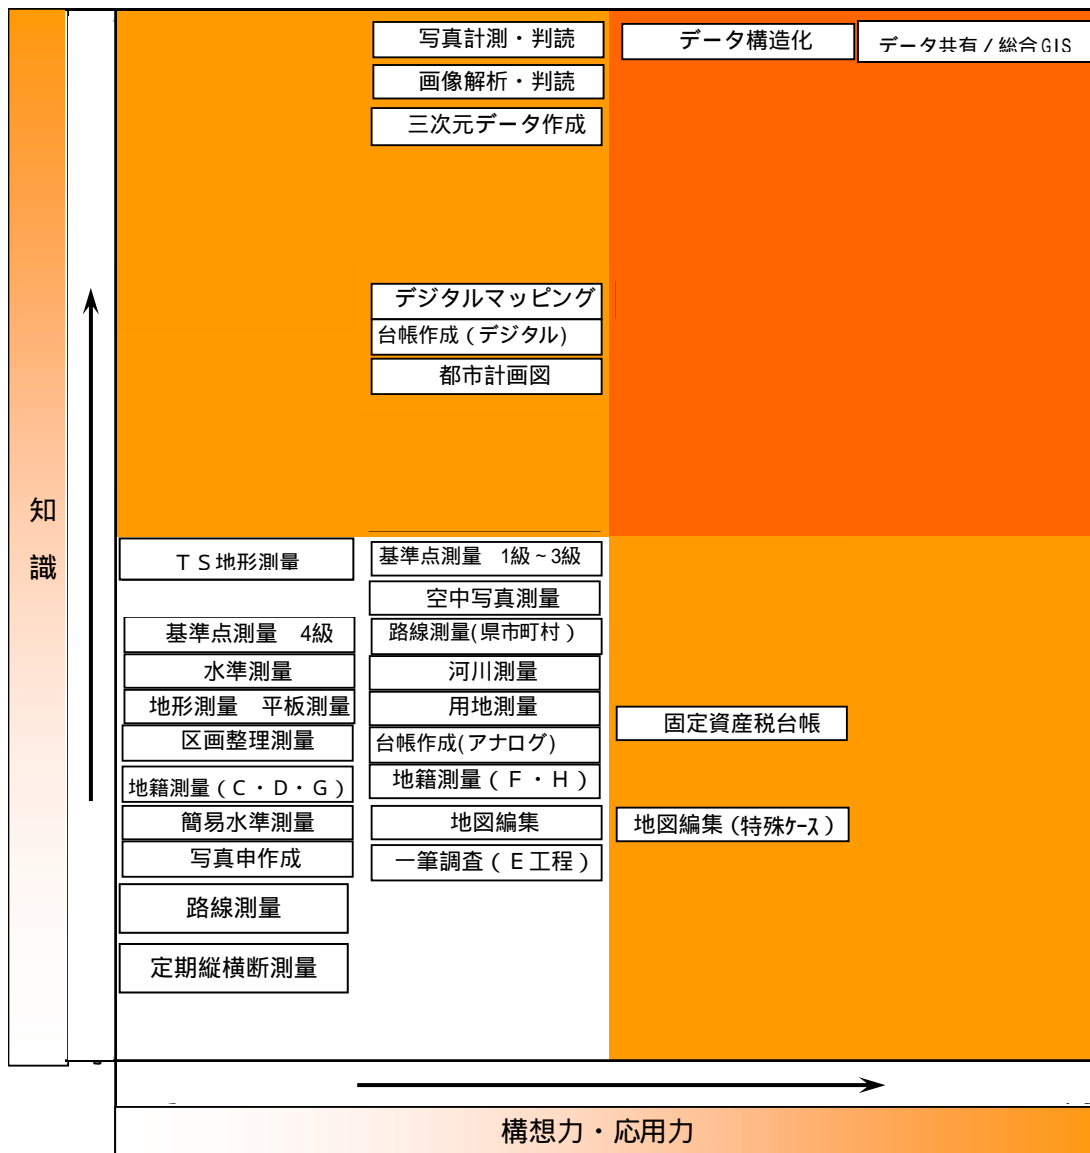 写真計測・判読
データ構造化
データ共有/総合GIS
画像解析・判読
三次元データ作成
デジタルマッピング
台帳作成(デジタル)
都市計画図
知
識
TS地形測量
基準点測量 1級~3級
空中写真測量
基準点測量 4級
路線測量(県市町村)
水準測量
河川測量
地形測量 平板測量
用地測量
固定資産税台帳
区画整理測量
台帳作成(アナログ)
地籍測量(C・D・G)
地籍測量(F・H)
簡易水準測量
地図編集
地図編集(特殊ケース)
写真申作成
一筆調査(E工程)
路線測量
定期縦横断測量
構想力・応用力